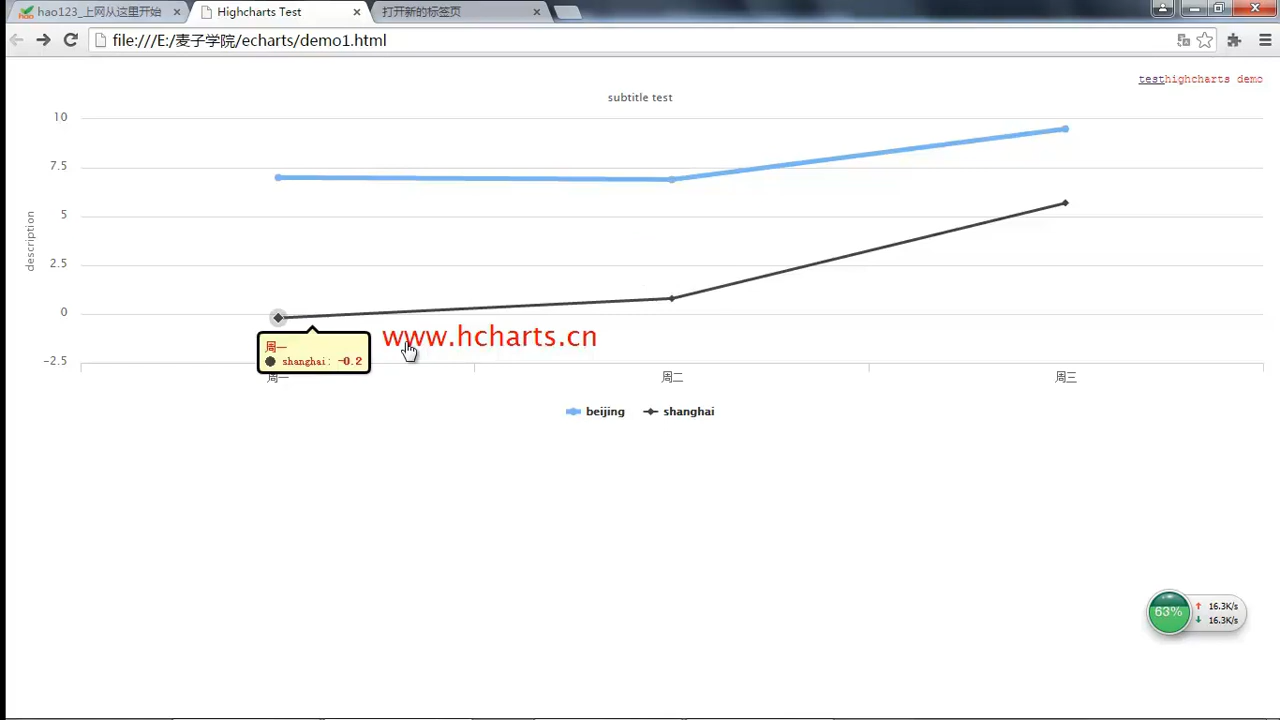 hao123_上网从这里开始
Highcharts Test
打开新的标签页
file:///E:/麦子学院/echarts/demo1.html
testhighcharts demo
subtitle test
10
7.5
5
2.5
0
-2.5
description
www.hcharts.cn
周一
shanghai: -0.2
周一
周二
周三
beijing
shanghai
63%
16.3K/s
16.3K/s